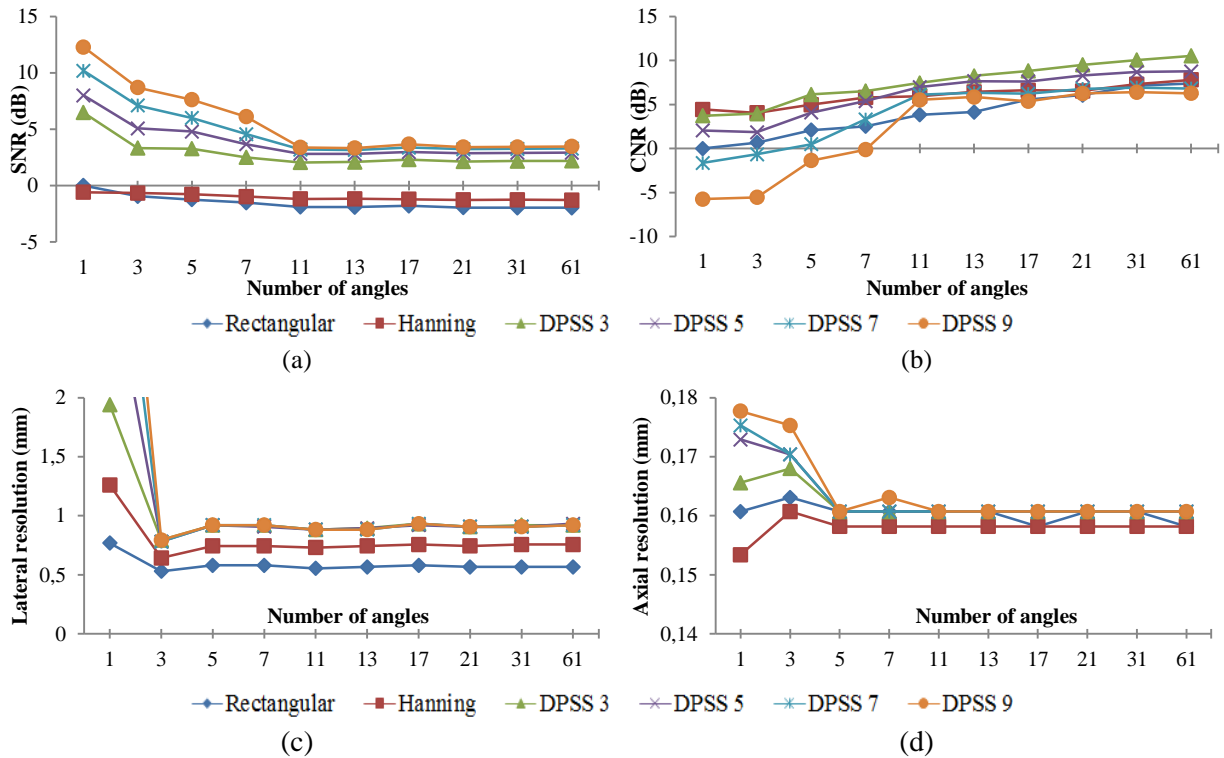 15
10
5
0
-5
SNR (dB)
1 3 5 7 11 13 17 21 31 61
Number of angles
15
10
5
0
-5
-10
CNR (dB)
1 3 5 7 11 13 17 21 31 61
Number of angles
Rectangular Hanning DPSS 3 DPSS 5 DPSS 7 DPSS 9
(a) (b)
2
1,5
1
0,5
0
Lateral resolution (mm)
Number of angles
1 3 5 7 11 13 17 21 31 61
0,18
0,17
0,16
0,15
0,14
Axial resolution (mm)
Number of angles
1 3 5 7 11 13 17 21 31 61
Rectangular Hanning DPSS 3 DPSS 5 DPSS 7 DPSS 9
(c) (d)